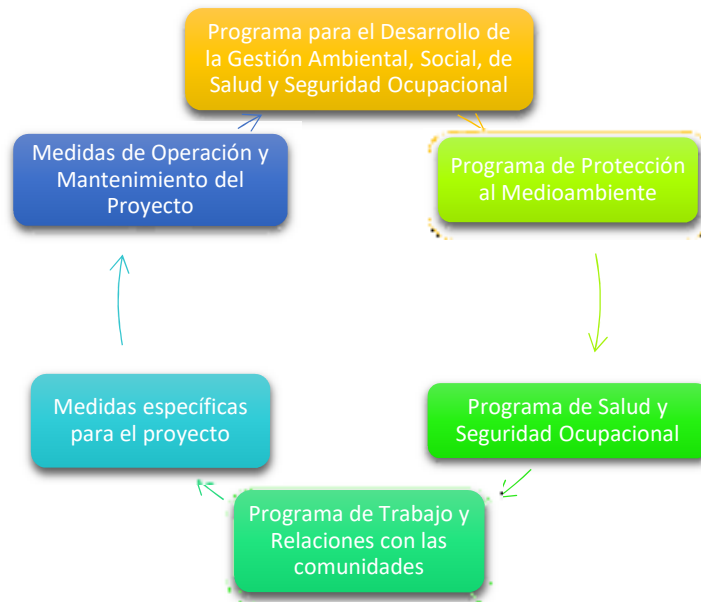 Programa para el Desarrollo de
la Gestión Ambiental, Social, de
Salud y Seguridad Ocupacional
Programa de Protección
al Medioambiente
Programa de Salud y
Seguridad Ocupacional
Programa de Trabajo y
Relaciones con las
comunidades
Medidas específicas
para el proyecto
Medidas de Operación y
Mantenimiento del
Proyecto